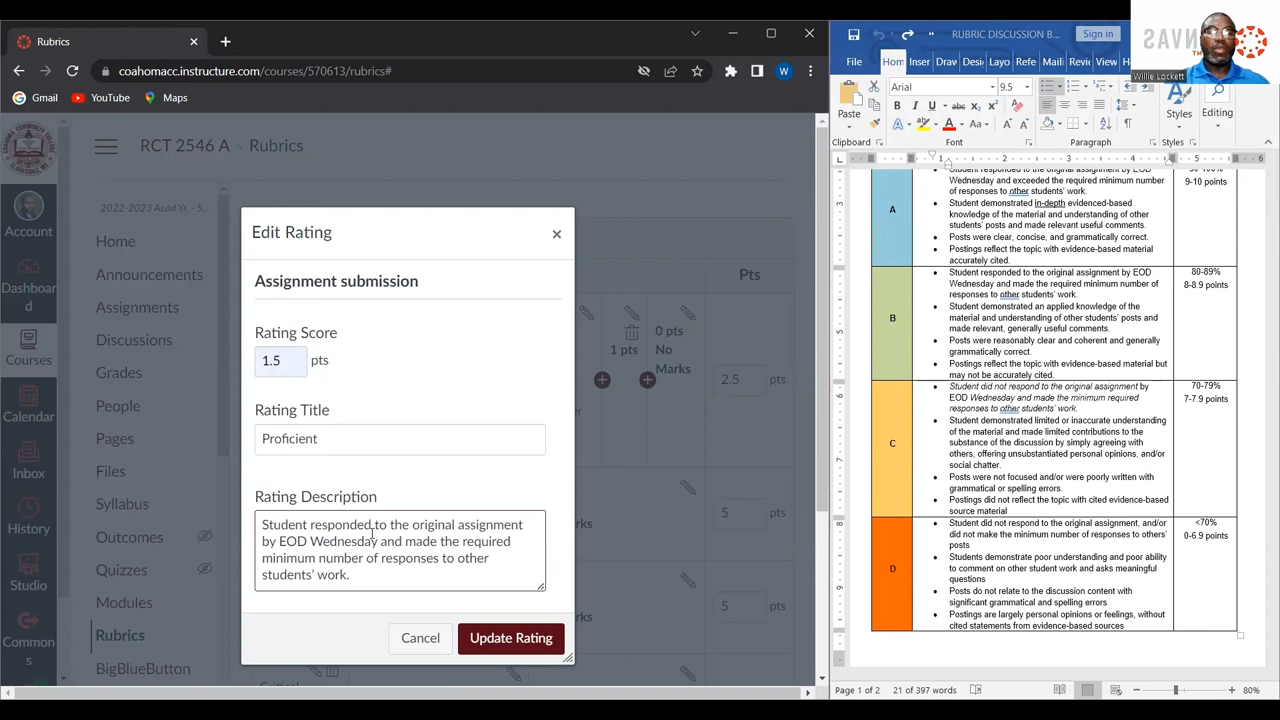 Rubrics
coahomacc.instructure.com/courses/570613/rubrics#
W
Gmail
YouTube
Maps
Account
Dashboar
d
Courses
Calendar
Inbox
History
Studio
Common
s
RCT 2546 A > Rubrics
2022-2023 Acad Yr, - S...
Home
Announcements
Assignments
Discussions
Grades
People
Pages
Files
Syllabus
Outcomes
Quizzes
Modules
Rubrics
BigBlueButton
Edit Rating
Assignment submission
Rating Score
1.5 pts
Rating Title
Proficient
Rating Description
Student responded to the original assignment
by EOD Wednesday and made the required
minimum number of responses to other
students' work.
Cancel
Update Rating
Pts
1 pts
0 pts
No
Marks
2.5 pts
5 pts
5 pts
RUBRIC DISCUSSION B...
Sign in
Willie Lockett
File
Hom
Inser
Drav
Desi
Layo
Refe
Maili
Revie
View
Paste
Clipboard
Arial
9.5
Font
Paragraph
Styles
Styles
Editing
A
Student responded to the original assignment by EOD
Wednesday and exceeded the required minimum number
of responses to other students' work.
Student demonstrated in-depth evidenced-based
knowledge of the material and understanding of other
students' posts and made relevant useful comments.
Posts were clear, concise, and grammatically correct.
Postings reflect the topic with evidence-based material
accurately cited.
9-10 points
B
Student responded to the original assignment by EOD
Wednesday and made the required minimum number of
responses to other students' work.
Student demonstrated an applied knowledge of the
material and understanding of other students' posts and
made relevant, generally useful comments.
Posts were reasonably clear and coherent and generally
grammatically correct.
Postings reflect the topic with evidence-based material but
may not be accurately cited.
80-89%
8-8.9 points
C
Student did not respond to the original assignment by
EOD Wednesday and made the minimum required
responses to other students' work.
Student demonstrated limited or inaccurate understanding
of the material and made limited contributions to the
substance of the discussion by simply agreeing with
others, offering unsubstantiated personal opinions, and/or
social chatter.
Posts were not focused and/or were poorly written with
grammatical or spelling errors.
Postings did not reflect the topic with cited evidence-based
source material
70-79%
7-7.9 points
D
Student did not respond to the original assignment, and/or
did not make the minimum number of responses to others'
posts
Students demonstrate poor understanding and poor ability
to comment on other student work and asks meaningful
questions
Posts do not relate to the discussion content with
significant grammatical and spelling errors
Postings are largely personal opinions or feelings, without
cited statements from evidence-based sources
<70%
0-6.9 points
Page 1 of 2
21 of 397 words
80%